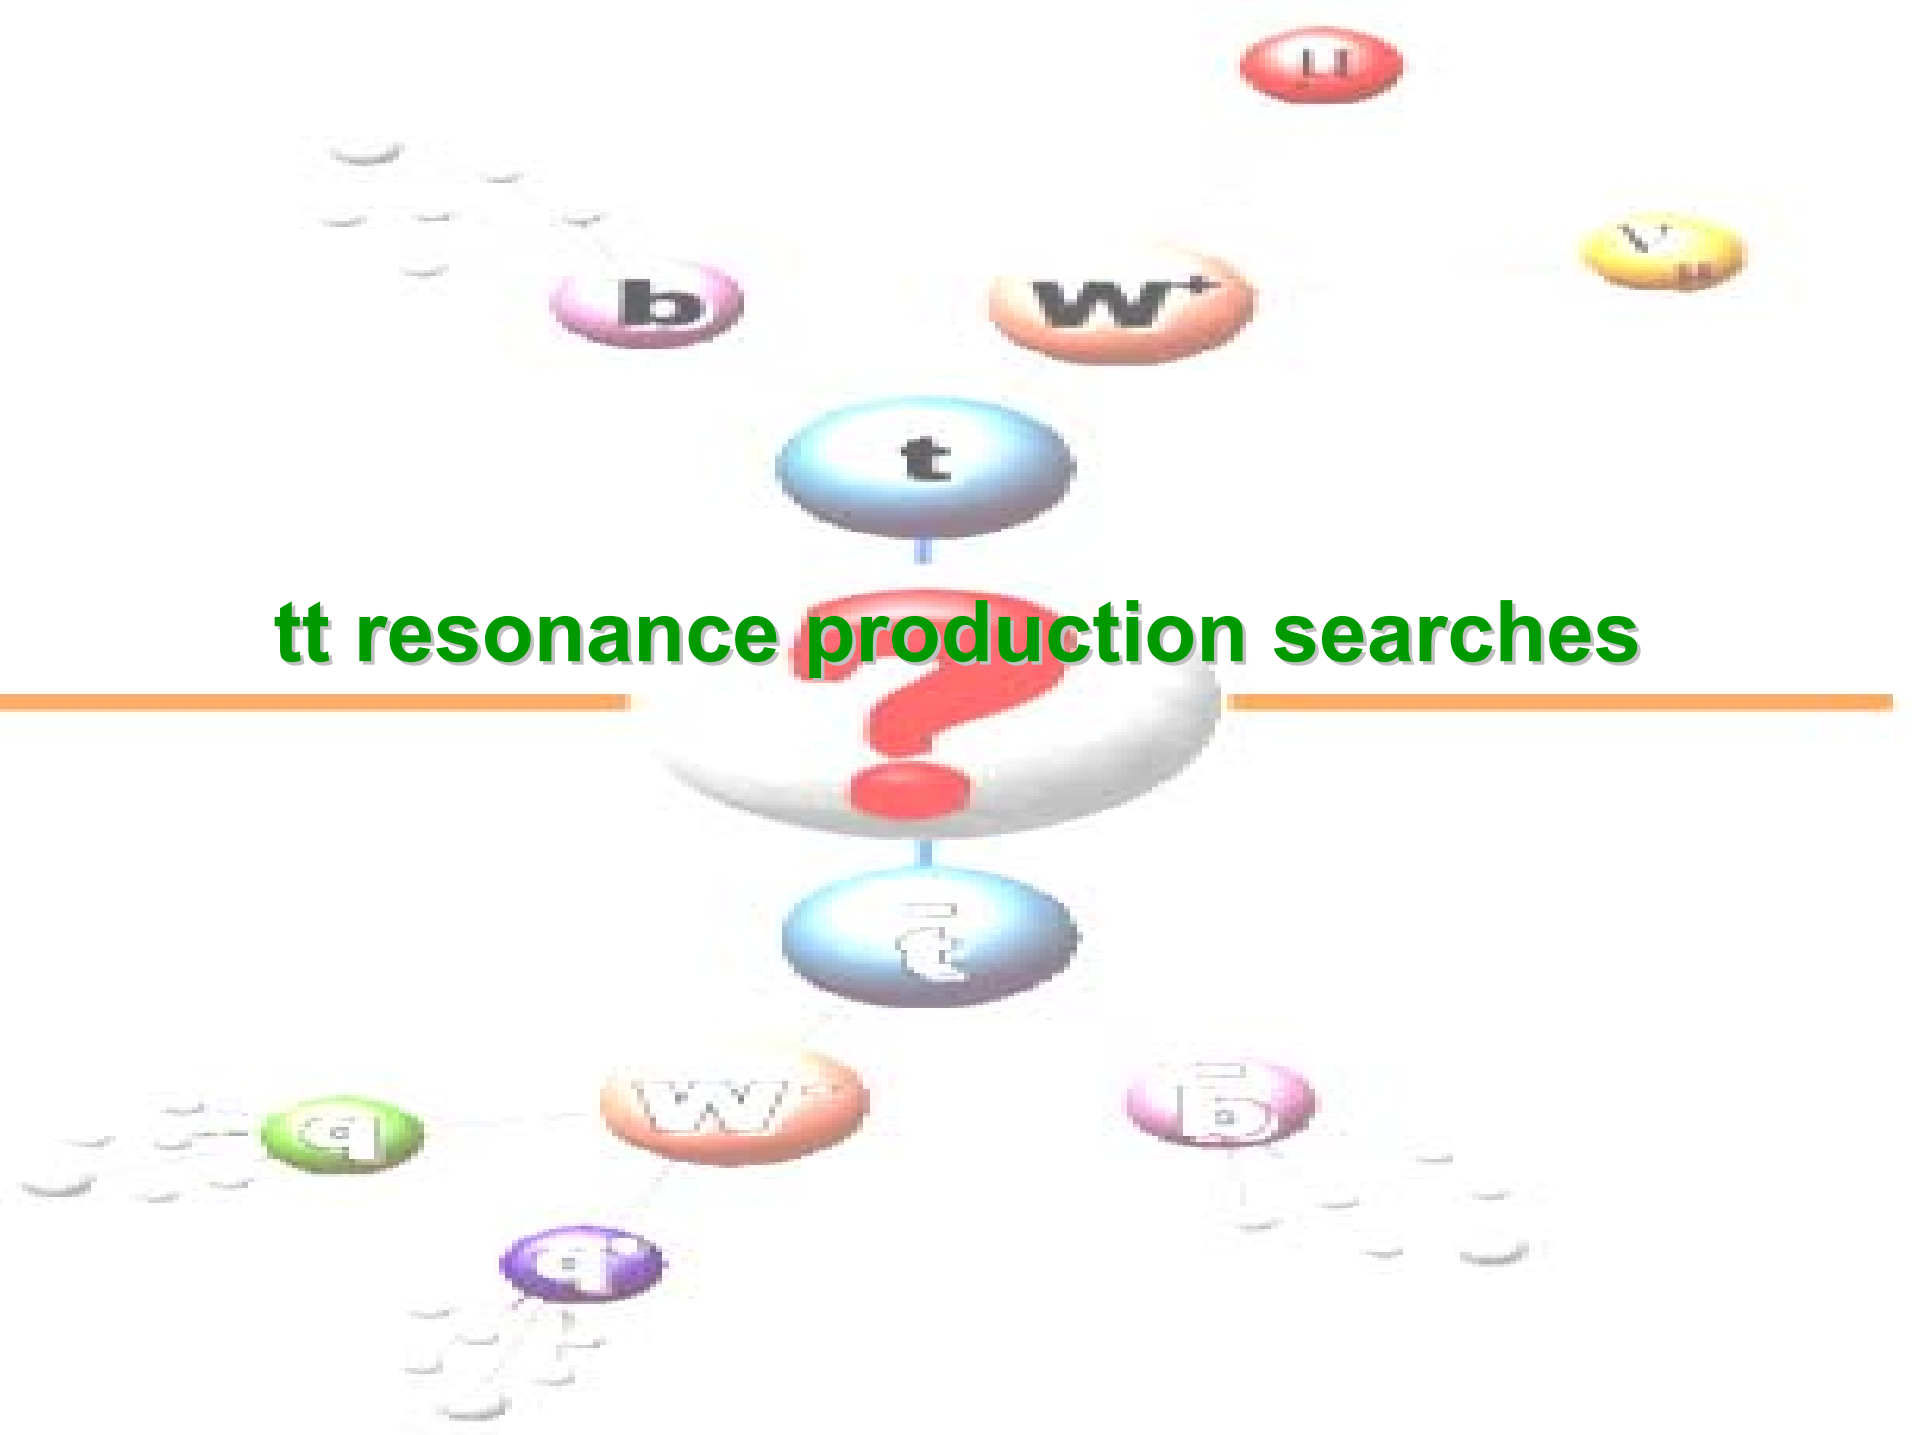 μ
ν μ
b
W+
t
tt resonance production searches
?
t̄
W-
b̄
q
q'